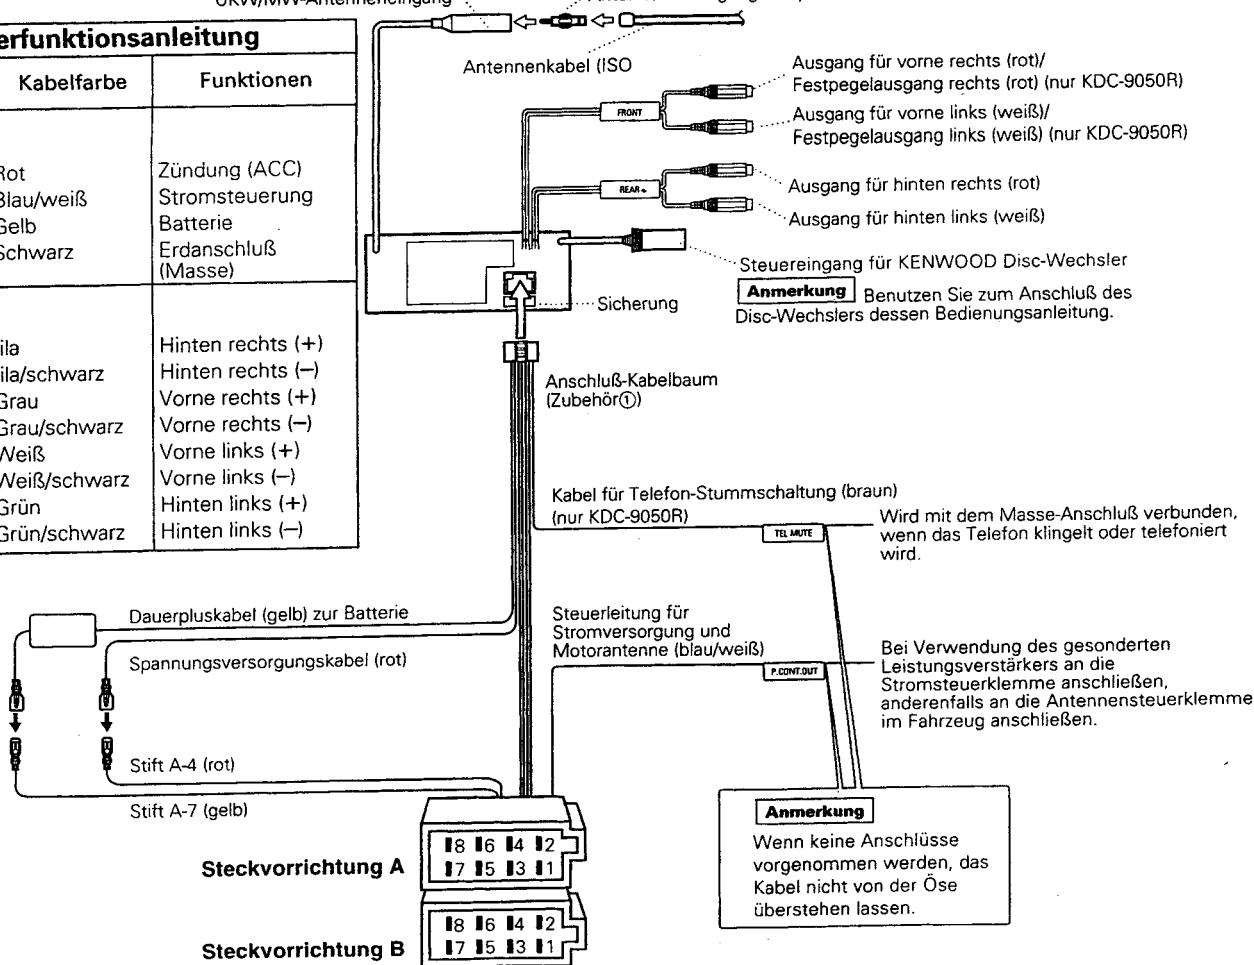 UKW/MW-Antenneneingang
erfunktionsanleitung
Kabelfarbe Funktionen
Rot Zündung (ACC)
Blau/weiß Stromsteuerung
Gelb Batterie
Schwarz Erdanschluß
(Masse)
ila Hinten rechts (+)
ila/schwarz Hinten rechts (–)
Grau Vorne rechts (+)
Grau/schwarz Vorne rechts (–)
Weiß Vorne links (+)
Weiß/schwarz Vorne links (–)
Grün Hinten links (+)
Grün/schwarz Hinten links (–)
Antennenkabel (ISO
FRONT
Ausgang für vorne rechts (rot)/
Festpegelausgang rechts (rot) (nur KDC-9050R)
Ausgang für vorne links (weiß)/
Festpegelausgang links (weiß) (nur KDC-9050R)
REAR
Ausgang für hinten rechts (rot)
Ausgang für hinten links (weiß)
Steuereingang für KENWOOD Disc-Wechsler
Anmerkung Benutzen Sie zum Anschluß des
Disc-Wechslers dessen Bedienungsanleitung.
Sicherung
Anschluß-Kabelbaum
(Zubehör①)
Kabel für Telefon-Stummschaltung (braun)
(nur KDC-9050R)
TEL MUTE
Wird mit dem Masse-Anschluß verbunden,
wenn das Telefon klingelt oder telefoniert
wird.
Dauerpluskabel (gelb) zur Batterie
Spannungsversorgungskabel (rot)
Steuerleitung für
Stromversorgung und
Motorantenne (blau/weiß)
P.CONT.OUT
Bei Verwendung des gesonderten
Leistungsverstärkers an die
Stromsteuerklemme anschließen,
anderenfalls an die Antennensteuerklemme
im Fahrzeug anschließen.
Stift A-4 (rot)
Stift A-7 (gelb)
Anmerkung
Wenn keine Anschlüsse
vorgenommen werden, das
Kabel nicht von der Öse
überstehen lassen.
Steckvorrichtung A
8 6 4 2
7 5 3 1
Steckvorrichtung B
8 6 4 2
7 5 3 1